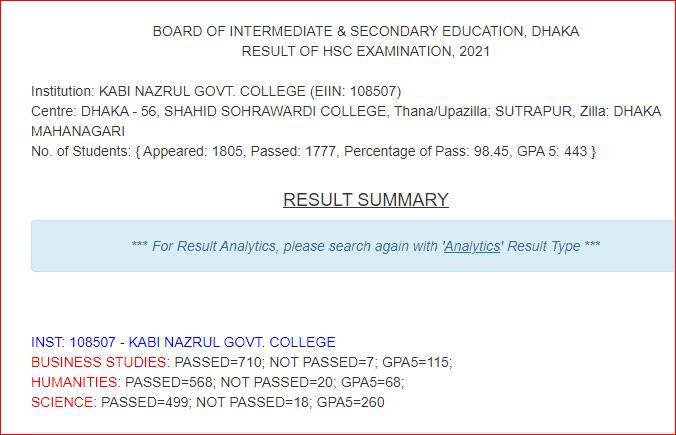 BOARD OF INTERMEDIATE & SECONDARY EDUCATION, DHAKA
RESULT OF HSC EXAMINATION, 2021
Institution: KABI NAZRUL GOVT. COLLEGE (EIIN: 108507)
Centre: DHAKA - 56, SHAHID SOHRAWARDI COLLEGE, Thana/Upazilla: SUTRAPUR, Zilla: DHAKA
MAHANAGARI
No. of Students: { Appeared: 1805, Passed: 1777, Percentage of Pass: 98.45, GPA 5: 443 }
RESULT SUMMARY
*** For Result Analytics, please search again with 'Analytics' Result Type ***
INST: 108507 - KABI NAZRUL GOVT. COLLEGE
BUSINESS STUDIES: PASSED=710; NOT PASSED=7; GPA5=115;
HUMANITIES: PASSED=568; NOT PASSED=20; GPA5=68;
SCIENCE: PASSED=499; NOT PASSED=18; GPA5=260